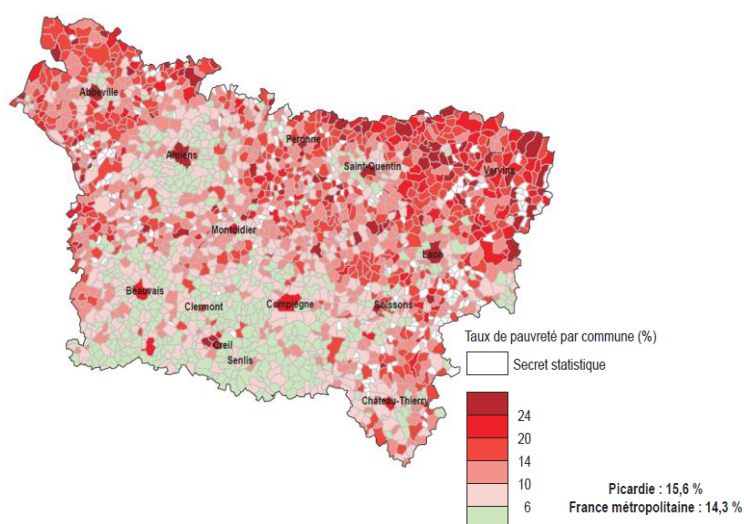 Abbeville
Amiens
Péronne
Saint-Quentin
Vervins
Montdidier
Laon
Beauvais
Clermont
Compiègne
Soissons
Creil
Senlis
Château-Thierry
Taux de pauvreté par commune (%)
Secret statistique
24
20
14
10
6
Picardie : 15,6 %
France métropolitaine : 14,3 %